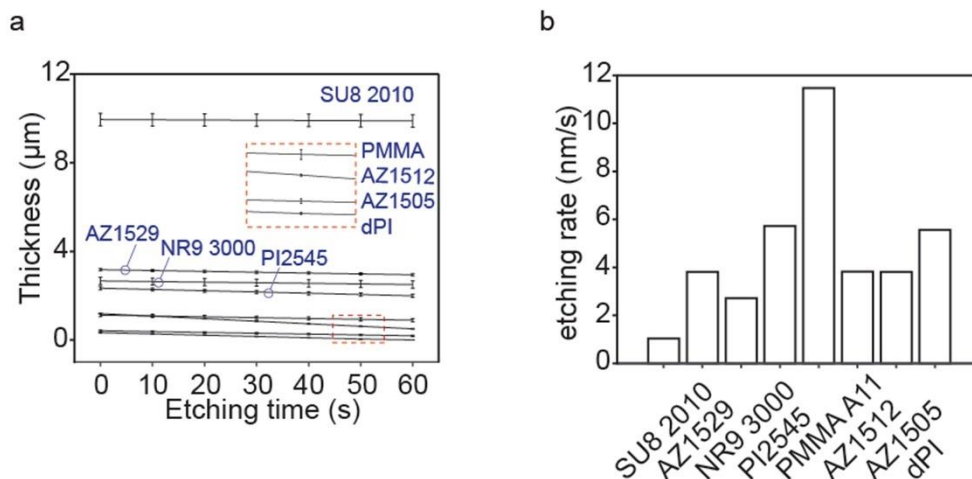 a
12
8
4
0
Thickness (μm)
SU8 2010
PMMA
AZ1512
AZ1505
dPI
AZ1529
NR9 3000
PI2545
0 10 20 30 40 50 60
Etching time (s)
b
12
10
8
6
4
2
0
etching rate (nm/s)
SU8 2010
AZ1529
NR9 3000
PI2545
PMMA A11
AZ1512
AZ1505
dPI